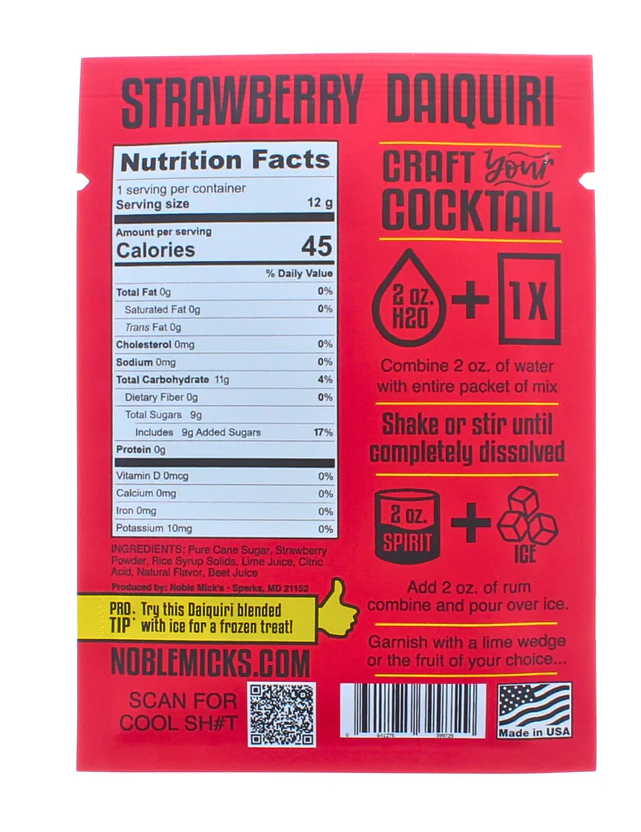 STRAWBERRY DAIQUIRI
Nutrition Facts
1 serving per container
Serving size 12 g
Amount per serving
Calories 45
% Daily Value
Total Fat 0g 0%
Saturated Fat 0g 0%
Trans Fat 0g
Cholesterol 0mg 0%
Sodium 0mg 0%
Total Carbohydrate 11g 4%
Dietary Fiber 0g 0%
Total Sugars 9g
Includes 9g Added Sugars 17%
Protein 0g
Vitamin D 0mcg 0%
Calcium 0mg 0%
Iron 0mg 0%
Potassium 10mg 0%
INGREDIENTS: Pure Cane Sugar, Strawberry
Powder, Rice Syrup Solids, Lime Juice, Citric
Acid, Natural Flavor, Beet Juice
Produced by: Noble Mick's - Sparks, MD 21152
PRO. Try this Daiquiri blended
TIP* with ice for a frozen treat!
NOBLEMICKS.COM
SCAN FOR
COOL SH#T
CRAFT Your
COCKTAIL
2 oz.
H2O
+
1X
Combine 2 oz. of water
with entire packet of mix
Shake or stir until
completely dissolved
2 oz.
SPIRIT
+
ICE
Add 2 oz. of rum
combine and pour over ice.
Garnish with a lime wedge
or the fruit of your choice...
Made in USA